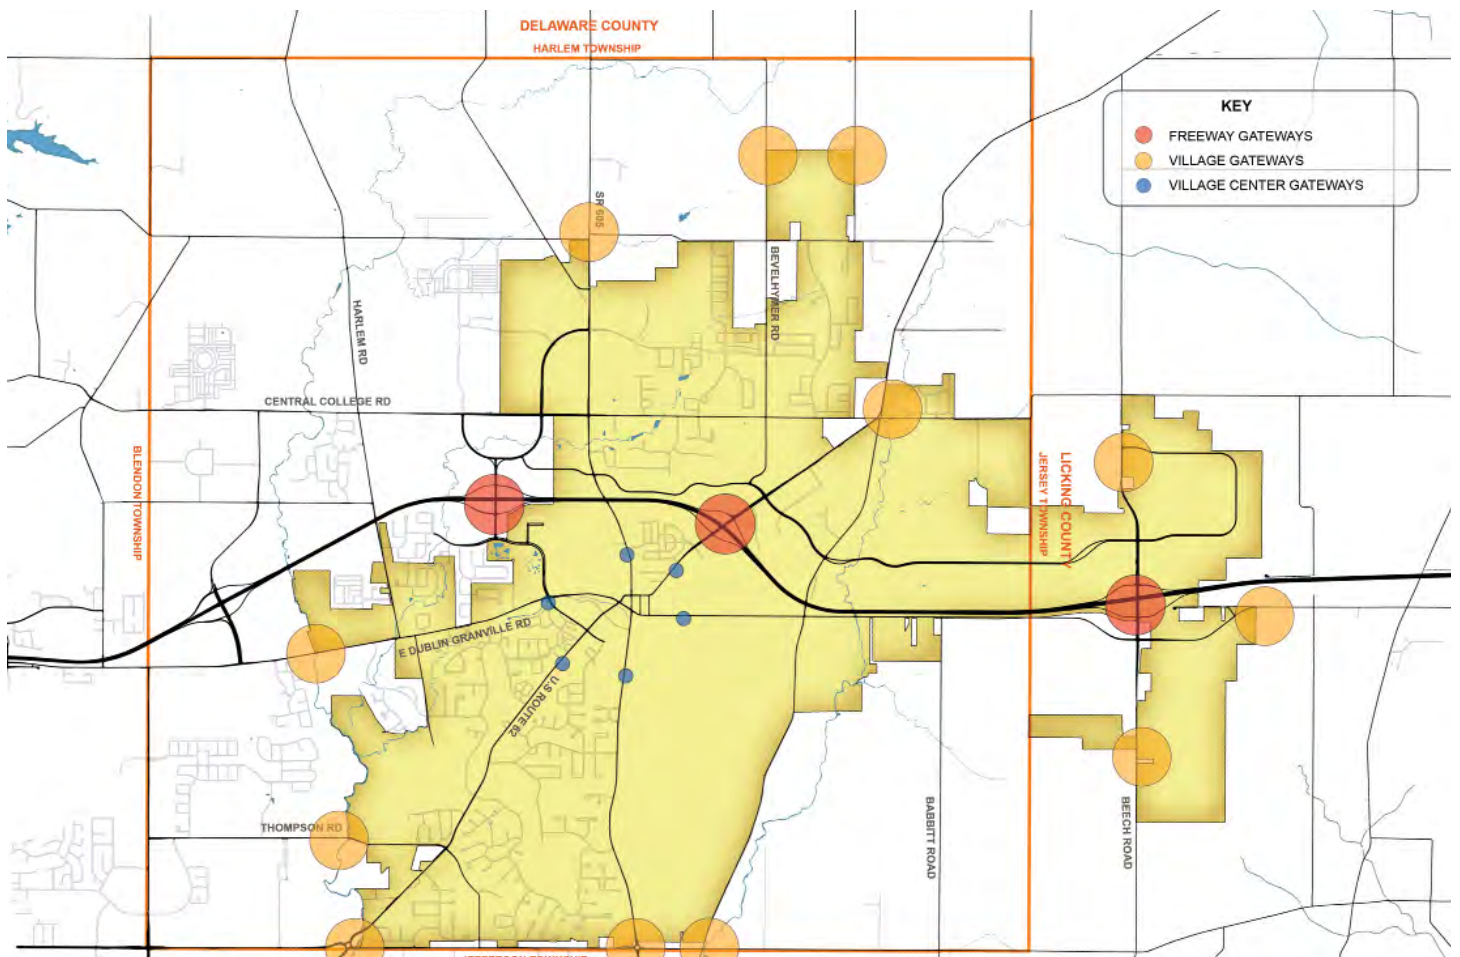 DELAWARE COUNTY
HARLEM TOWNSHIP
KEY
FREEWAY GATEWAYS
VILLAGE GATEWAYS
VILLAGE CENTER GATEWAYS
SR 605
BEVELHYMER RD
HARLEM RD
CENTRAL COLLEGE RD
BLENDON TOWNSHIP
LICKING COUNTY
JERSEY TOWNSHIP
E DUBLIN GRANVILLE RD
U.S ROUTE 62
THOMPSON RD
BABBITT ROAD
BEECH ROAD